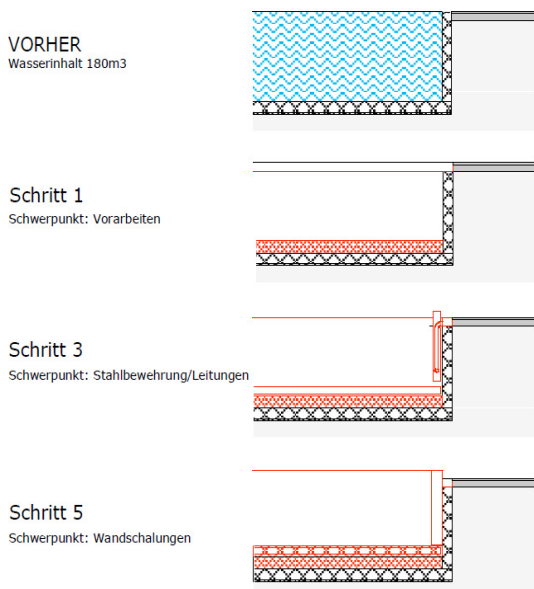 VORHER
Wasserinhalt 180m3
Schritt 1
Schwerpunkt: Vorarbeiten
Schritt 3
Schwerpunkt: Stahlbewehrung/Leitungen
Schritt 5
Schwerpunkt: Wandschalungen